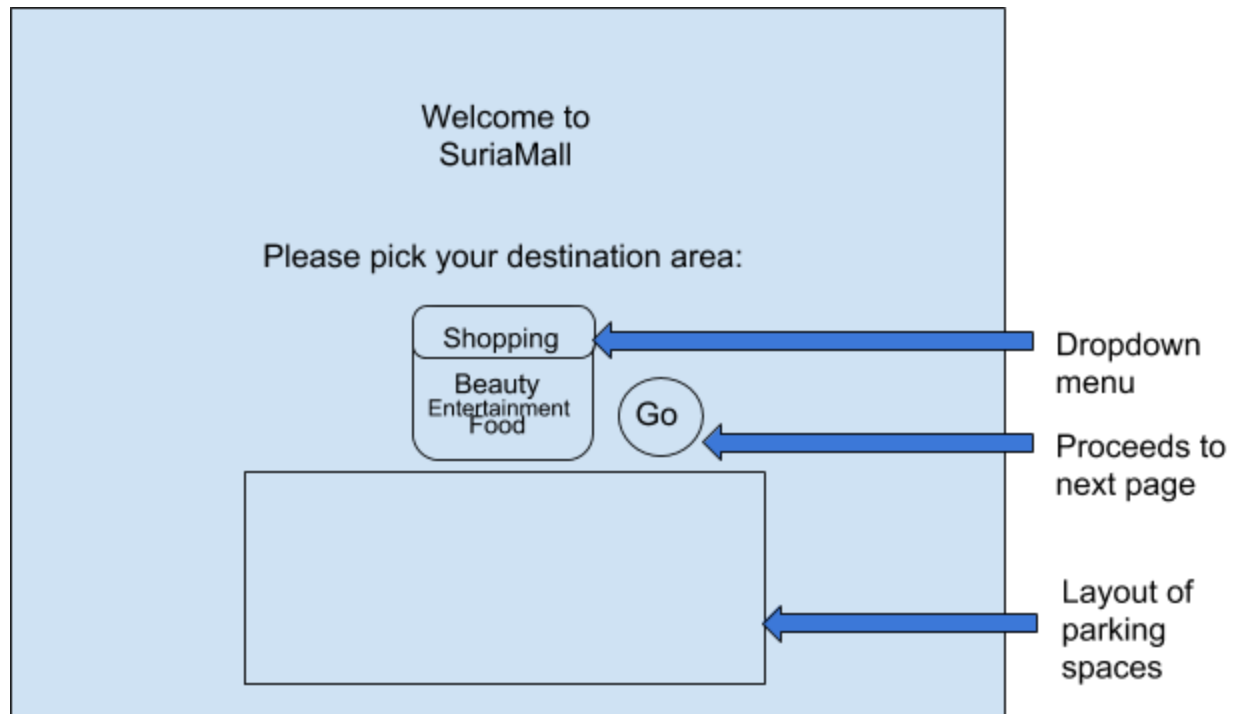 Welcome to
SuriaMall
Please pick your destination area:
Shopping
Beauty
Entertainment
Food
Go
Dropdown
menu
Proceeds to
next page
Layout of
parking
spaces